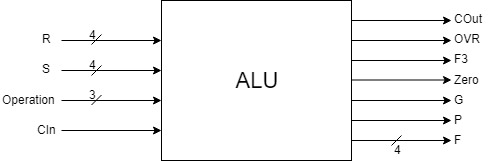 R 4
S 4
Operation 3
CIn
ALU
COut
OVR
F3
Zero
G
P
F 4